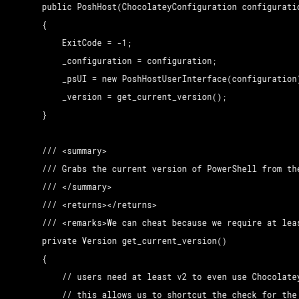 public PoshHost(ChocolateyConfiguration configuratio
{
ExitCode = -1;
_configuration = configuration;
_psUI = new PoshHostUserInterface(configuration
_version = get_current_version();
}
/// <summary>
/// Grabs the current version of PowerShell from the
/// </summary>
/// <returns></returns>
/// <remarks>We can cheat because we require at leas
private Version get_current_version()
{
// users need at least v2 to even use Chocolatey
// this allows us to shortcut the check for the